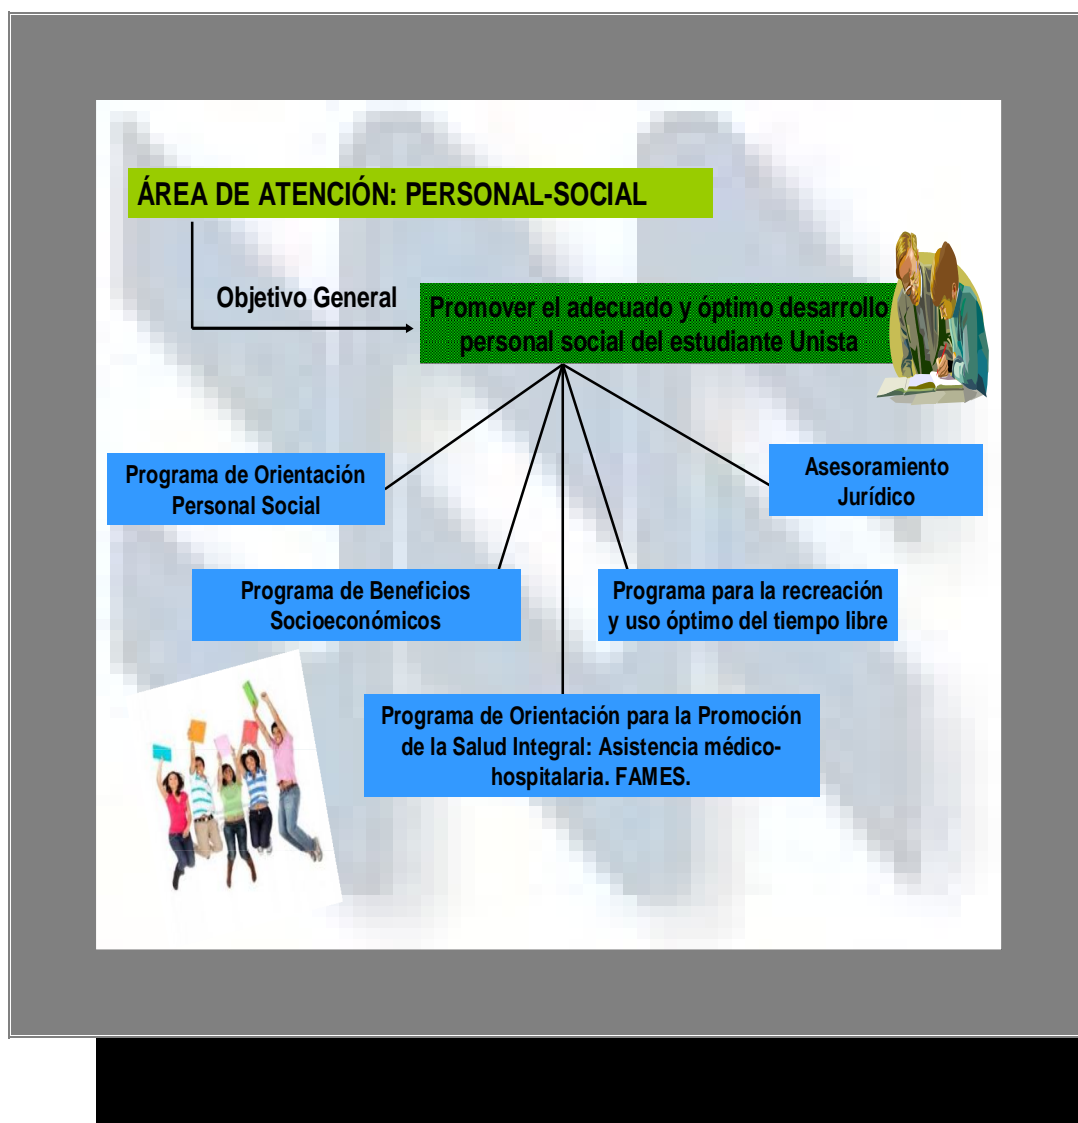 ÁREA DE ATENCIÓN: PERSONAL-SOCIAL
Objetivo General
Promover el adecuado y óptimo desarrollo
personal social del estudiante Unista
Programa de Orientación
Personal Social
Asesoramiento
Jurídico
Programa de Beneficios
Socioeconómicos
Programa para la recreación
y uso óptimo del tiempo libre
Programa de Orientación para la Promoción
de la Salud Integral: Asistencia médico-
hospitalaria. FAMES.